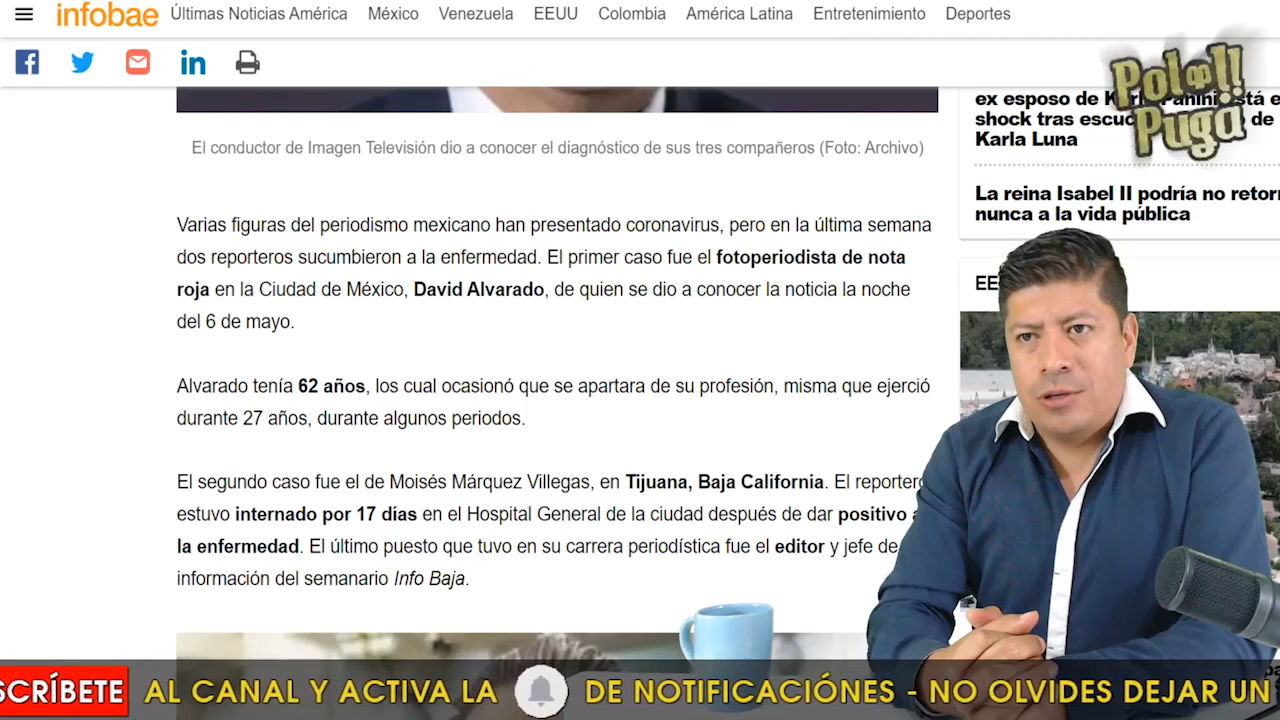 infobae Últimas Noticias América México Venezuela EEUU Colombia América Latina Entretenimiento Deportes
Polo!!
Puga
ex esposo de Karla Panini está e
shock tras escuc de
Karla Luna
El conductor de Imagen Televisión dio a conocer el diagnóstico de sus tres compañeros (Foto: Archivo)
La reina Isabel II podría no retor
nunca a la vida pública
Varias figuras del periodismo mexicano han presentado coronavirus, pero en la última semana
dos reporteros sucumbieron a la enfermedad. El primer caso fue el fotoperiodista de nota
roja en la Ciudad de México, David Alvarado, de quien se dio a conocer la noticia la noche
del 6 de mayo.
EE
Alvarado tenía 62 años, los cual ocasionó que se apartara de su profesión, misma que ejerció
durante 27 años, durante algunos periodos.
El segundo caso fue el de Moisés Márquez Villegas, en Tijuana, Baja California. El reportero
estuvo internado por 17 días en el Hospital General de la ciudad después de dar positivo a
la enfermedad. El último puesto que tuvo en su carrera periodística fue el editor y jefe de
información del semanario Info Baja.
SCRÍBETE AL CANAL Y ACTIVA LA DE NOTIFICACIÓNES - NO OLVIDES DEJAR UN